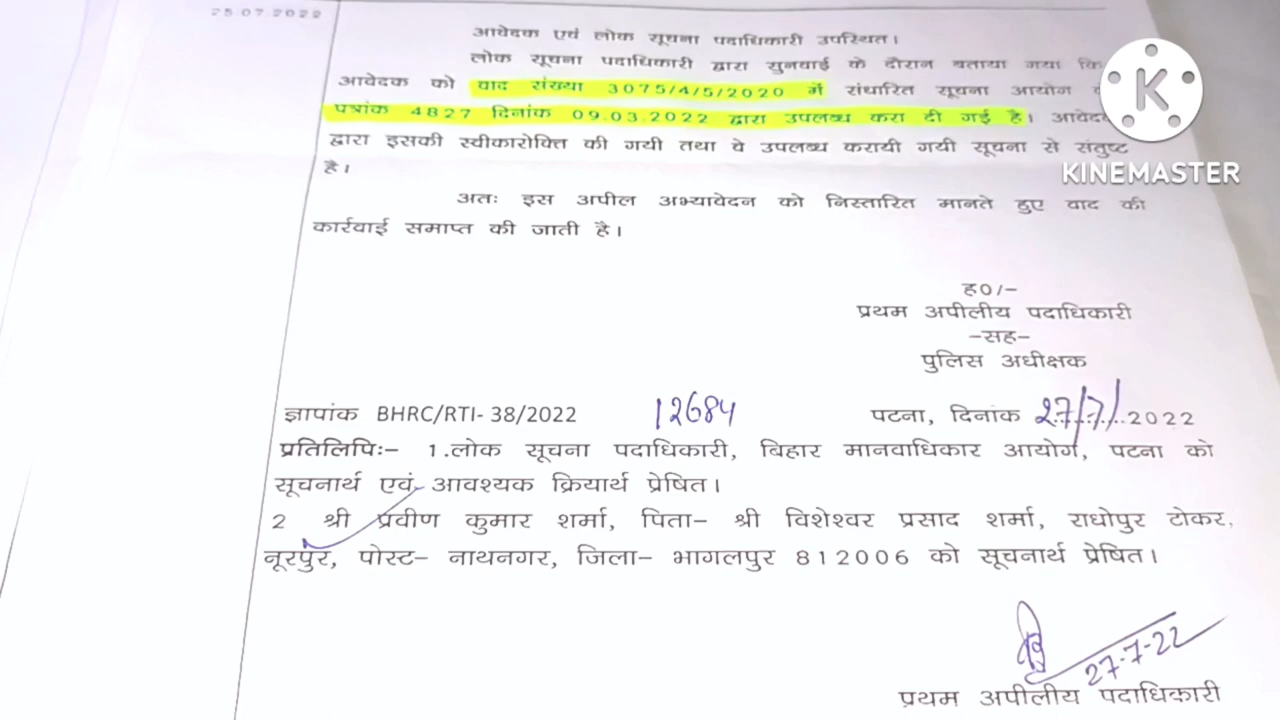 25.07.2022
आवेदक एवं लोक सूचना पदाधिकारी उपस्थित।
लोक सूचना पदाधिकारी द्वारा सुनवाई के दौरान बताया गया कि
आवेदक को वाद संख्या 3075/4/5/2020 में संधारित सूचना आयोग
पत्रांक 4827 दिनांक 09.03.2022 द्वारा उपलब्ध करा दी गई है। आवेदक
द्वारा इसकी स्वीकारोक्ति की गयी तथा वे उपलब्ध करायी गयी सूचना से संतुष्ट
है।
KINEMASTER
अतः इस अपील अभ्यावेदन को निस्तारित मानते हुए वाद की
कार्रवाई समाप्त की जाती है।
ह0/-
प्रथम अपीलीय पदाधिकारी
-सह-
पुलिस अधीक्षक
ज्ञापांक BHRC/RTI- 38/2022 12684 पटना, दिनांक 27/7/2022
प्रतिलिपिः- 1.लोक सूचना पदाधिकारी, बिहार मानवाधिकार आयोग, पटना को
सूचनार्थ एवं आवश्यक क्रियार्थ प्रेषित।
2 श्री प्रवीण कुमार शर्मा, पिता- श्री विशेश्वर प्रसाद शर्मा, राधोपुर टोकर,
नूरपुर, पोस्ट- नाथनगर, जिला- भागलपुर 812006 को सूचनार्थ प्रेषित।
27-7-22
प्रथम अपीलीय पदाधिकारी